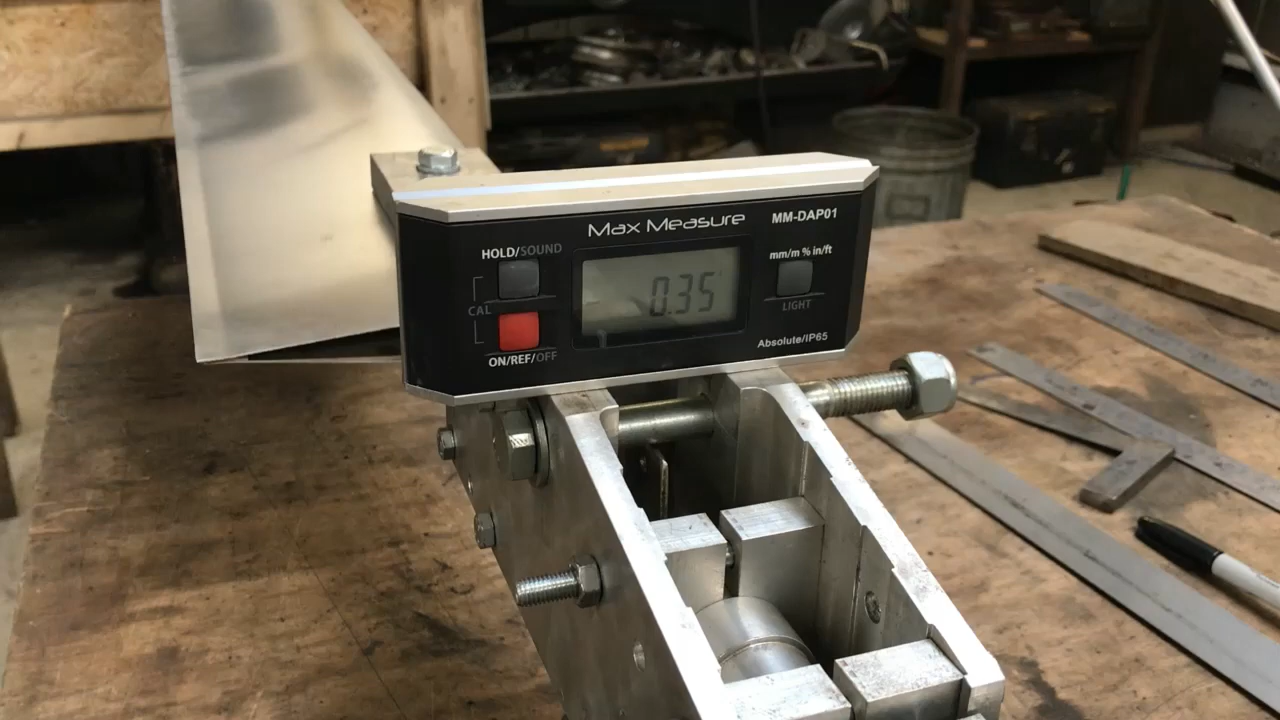 Max Measure
MM-DAP01
HOLD/SOUND
mm/m % in/ft
0.35
CAL
LIGHT
ON/REF/OFF
Absolute/IP65